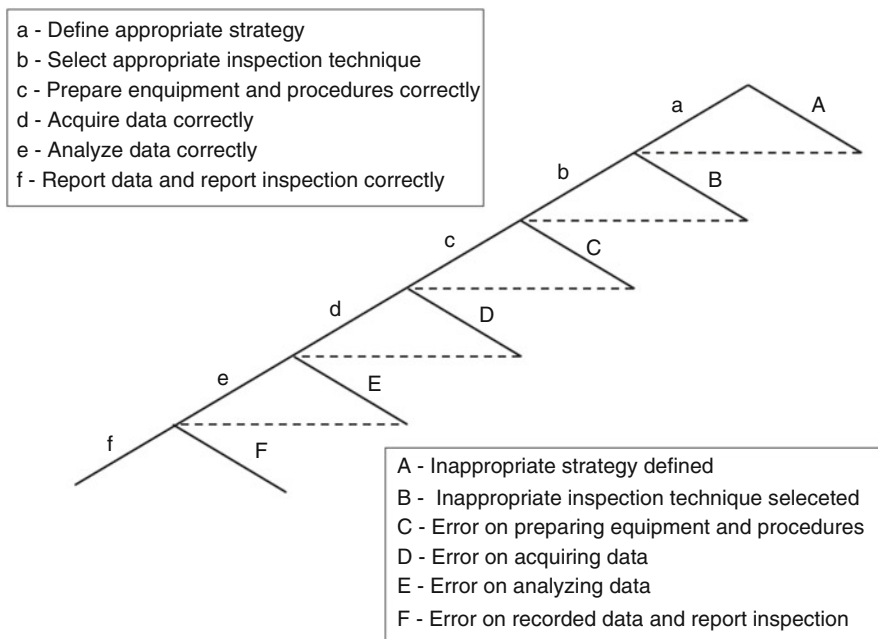 a - Define appropriate strategy
b - Select appropriate inspection technique
c - Prepare enquipment and procedures correctly
d - Acquire data correctly
e - Analyze data correctly
f - Report data and report inspection correctly
a
A
b
B
c
C
d
D
e
E
f
F
A - Inappropriate strategy defined
B - Inappropriate inspection technique seleceted
C - Error on preparing equipment and procedures
D - Error on acquiring data
E - Error on analyzing data
F - Error on recorded data and report inspection